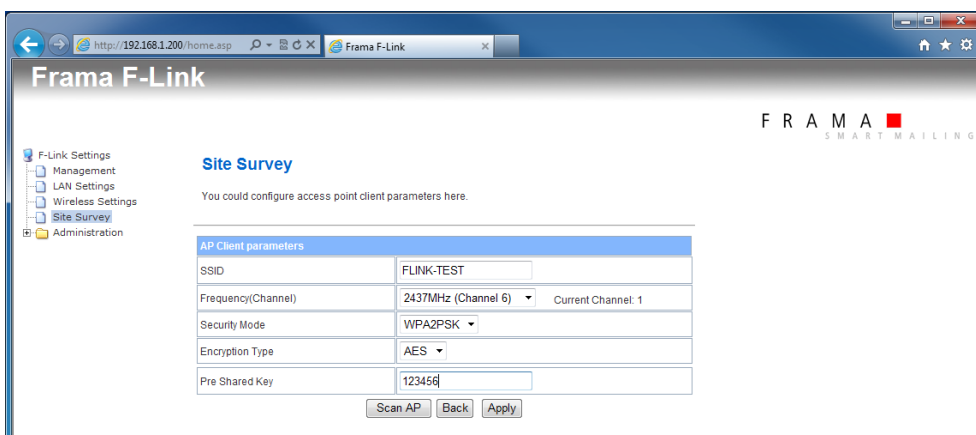 http://192.168.1.200/home.asp
Frama F-Link
Frama F-Link
FRAMA
SMART MAILING
F-Link Settings
Management
LAN Settings
Wireless Settings
Site Survey
Administration
Site Survey
You could configure access point client parameters here.
AP Client parameters
SSID FLINK-TEST
Frequency(Channel) 2437MHz (Channel 6) Current Channel: 1
Security Mode WPA2PSK
Encryption Type AES
Pre Shared Key 123456
Scan AP Back Apply